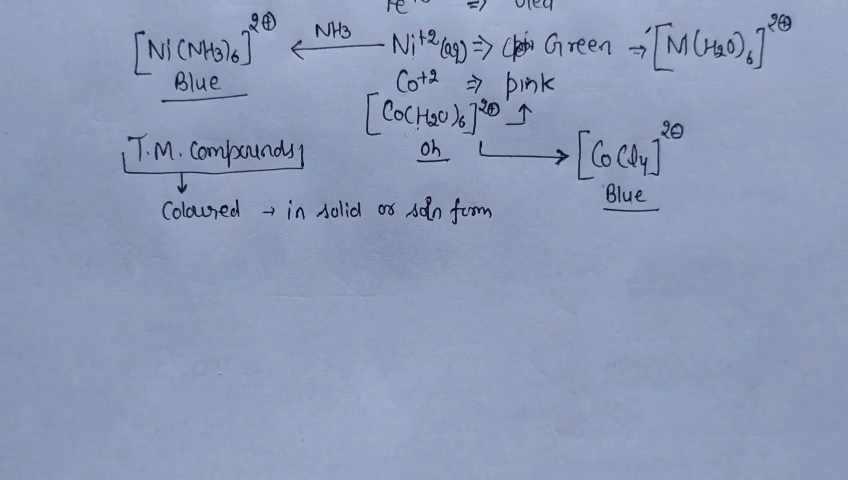 ⇒
[Ni(NH3)6]2⊕ ←NH3— Ni+2(aq) ⇒ Green → [M(H2O)6]2⊕
Blue Co+2 ⇒ pink
[Co(H2O)6]2⊕ ↑
T.M. Compounds Oh → [CoCl4]2⊖
Blue
Coloured → in solid or soln form